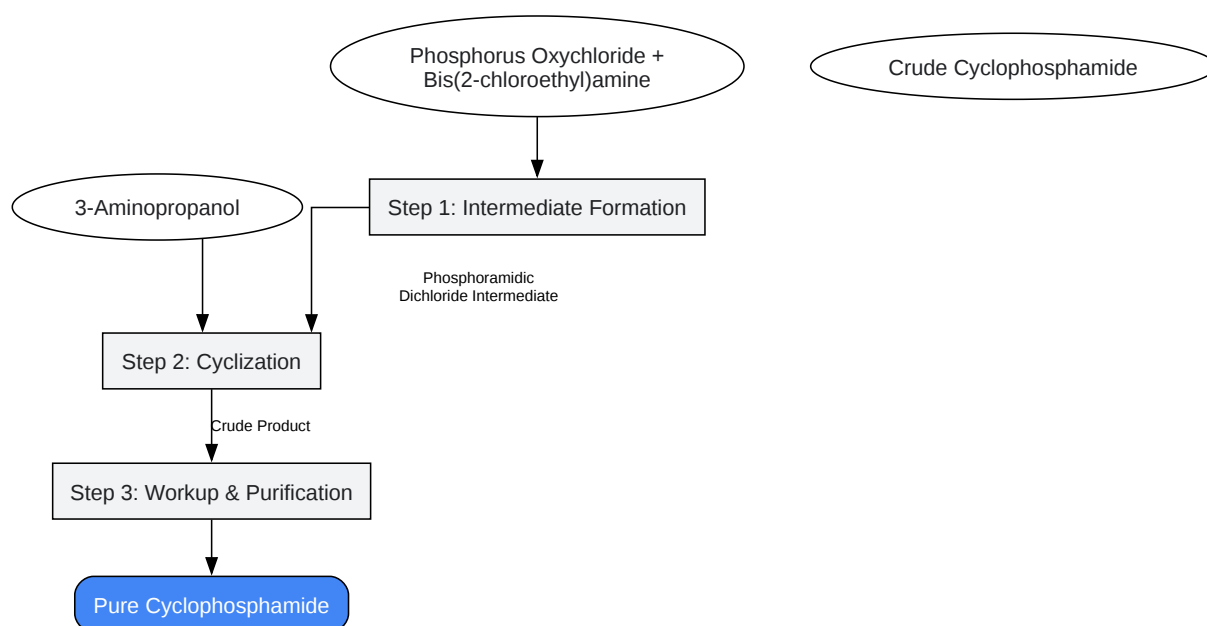 Phosphorus Oxychloride +
Bis(2-chloroethyl)amine
Crude Cyclophosphamide
3-Aminopropanol
Step 1: Intermediate Formation
Phosphoramidic
Dichloride Intermediate
Step 2: Cyclization
Crude Product
Step 3: Workup & Purification
Pure Cyclophosphamide